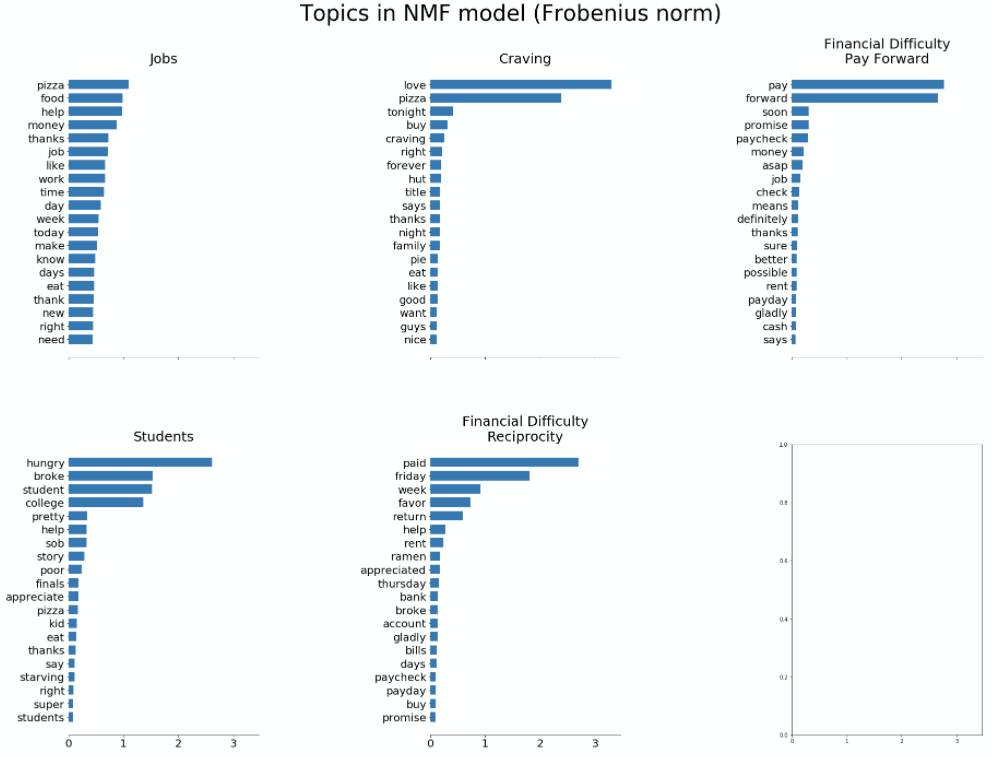 Topics in NMF model (Frobenius norm)
Jobs
pizza
food
help
money
thanks
job
like
work
time
day
week
today
make
know
days
eat
thank
new
right
need
Craving
love
pizza
tonight
buy
craving
right
forever
hut
title
says
thanks
night
family
pie
eat
like
good
want
guys
nice
Financial Difficulty
Pay Forward
pay
forward
soon
promise
paycheck
money
asap
job
check
means
definitely
thanks
sure
better
possible
rent
payday
gladly
cash
says
Students
hungry
broke
student
college
pretty
help
sob
story
poor
finals
appreciate
pizza
kid
eat
thanks
say
starving
right
super
students
0 1 2 3
Financial Difficulty
Reciprocity
paid
friday
week
favor
return
help
rent
ramen
appreciated
thursday
bank
broke
account
gladly
bills
days
paycheck
payday
buy
promise
0 1 2 3
1.0
0.8
0.6
0.4
0.2
0.0
0 1 2 3